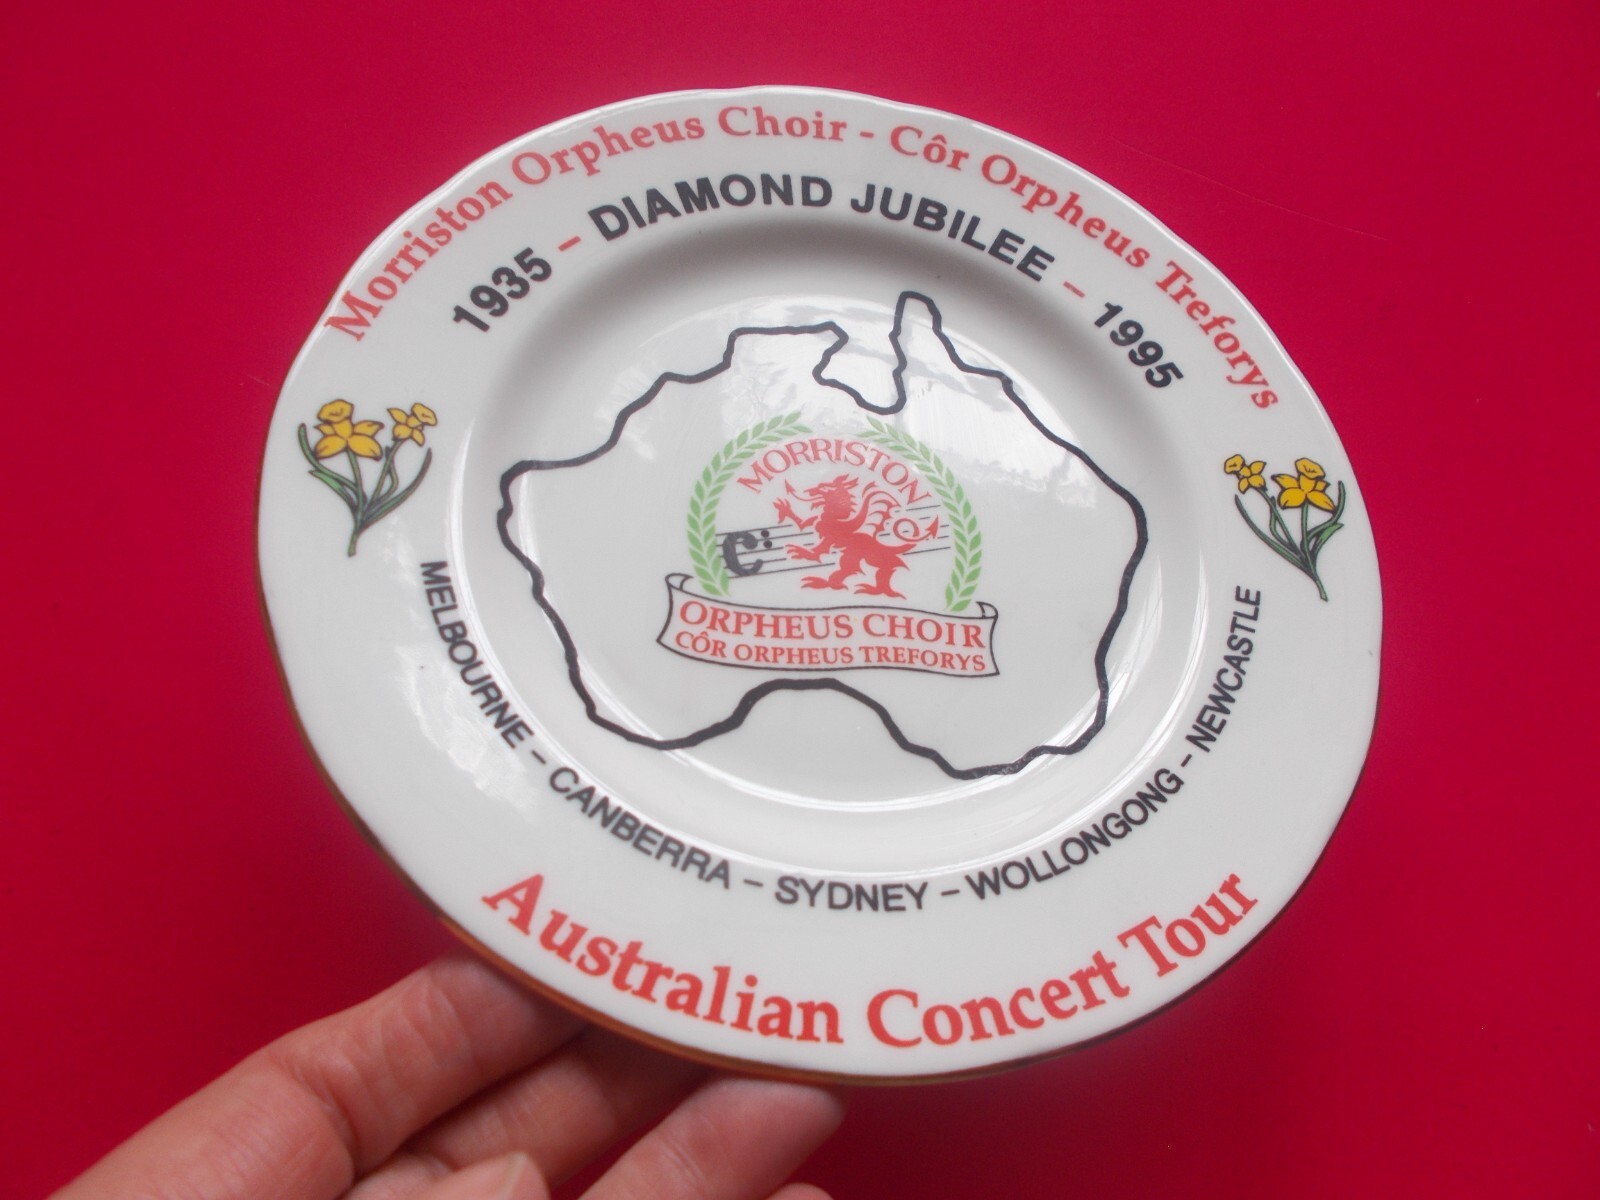 Morriston Orpheus Choir - Côr Orpheus Treforys
1935 – DIAMOND JUBILEE – 1995
MORRISTON
ORPHEUS CHOIR
CÔR ORPHEUS TREFORYS
MELBOURNE – CANBERRA – SYDNEY – WOLLONGONG – NEWCASTLE
Australian Concert Tour